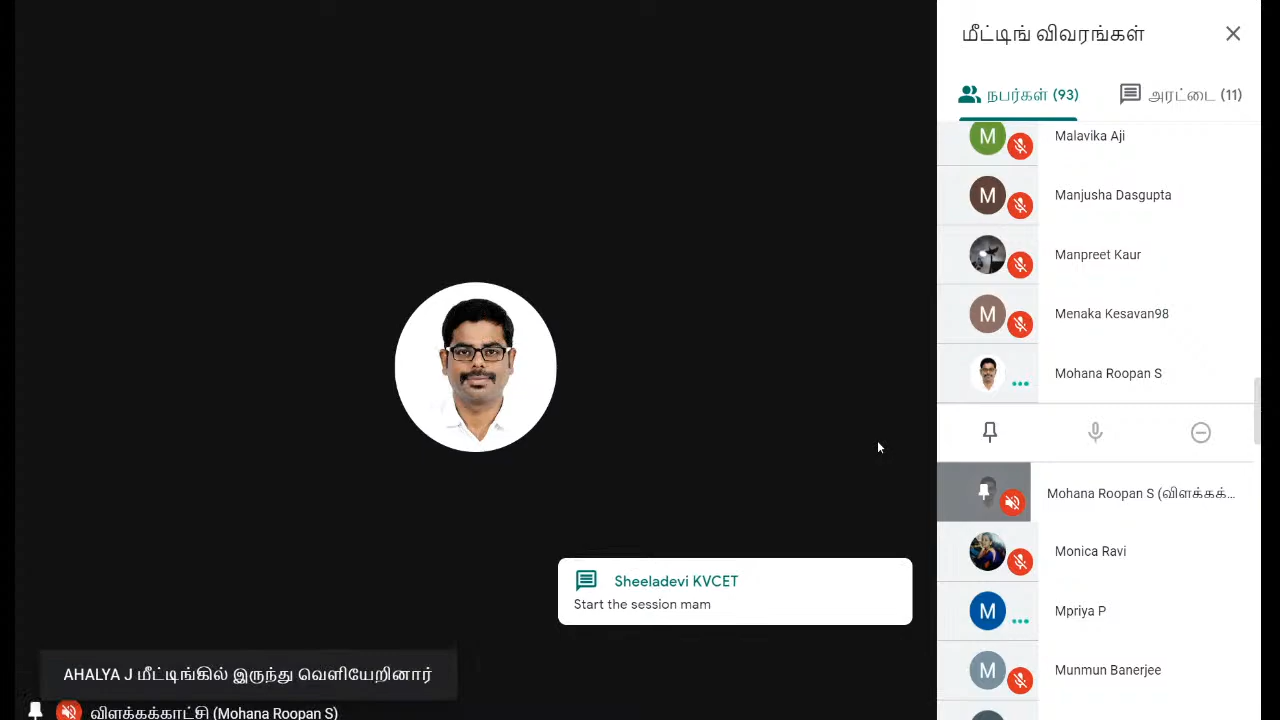 மீட்டிங் விவரங்கள்
நபர்கள் (93)
அரட்டை (11)
M Malavika Aji
M Manjusha Dasgupta
Manpreet Kaur
M Menaka Kesavan98
Mohana Roopan S
Mohana Roopan S (விளக்கக்...
Monica Ravi
M Mpriya P
M Munmun Banerjee
Sheeladevi KVCET
Start the session mam
AHALYA J மீட்டிங்கில் இருந்து வெளியேறினார்
விளக்கக்காட்சி (Mohana Roopan S)